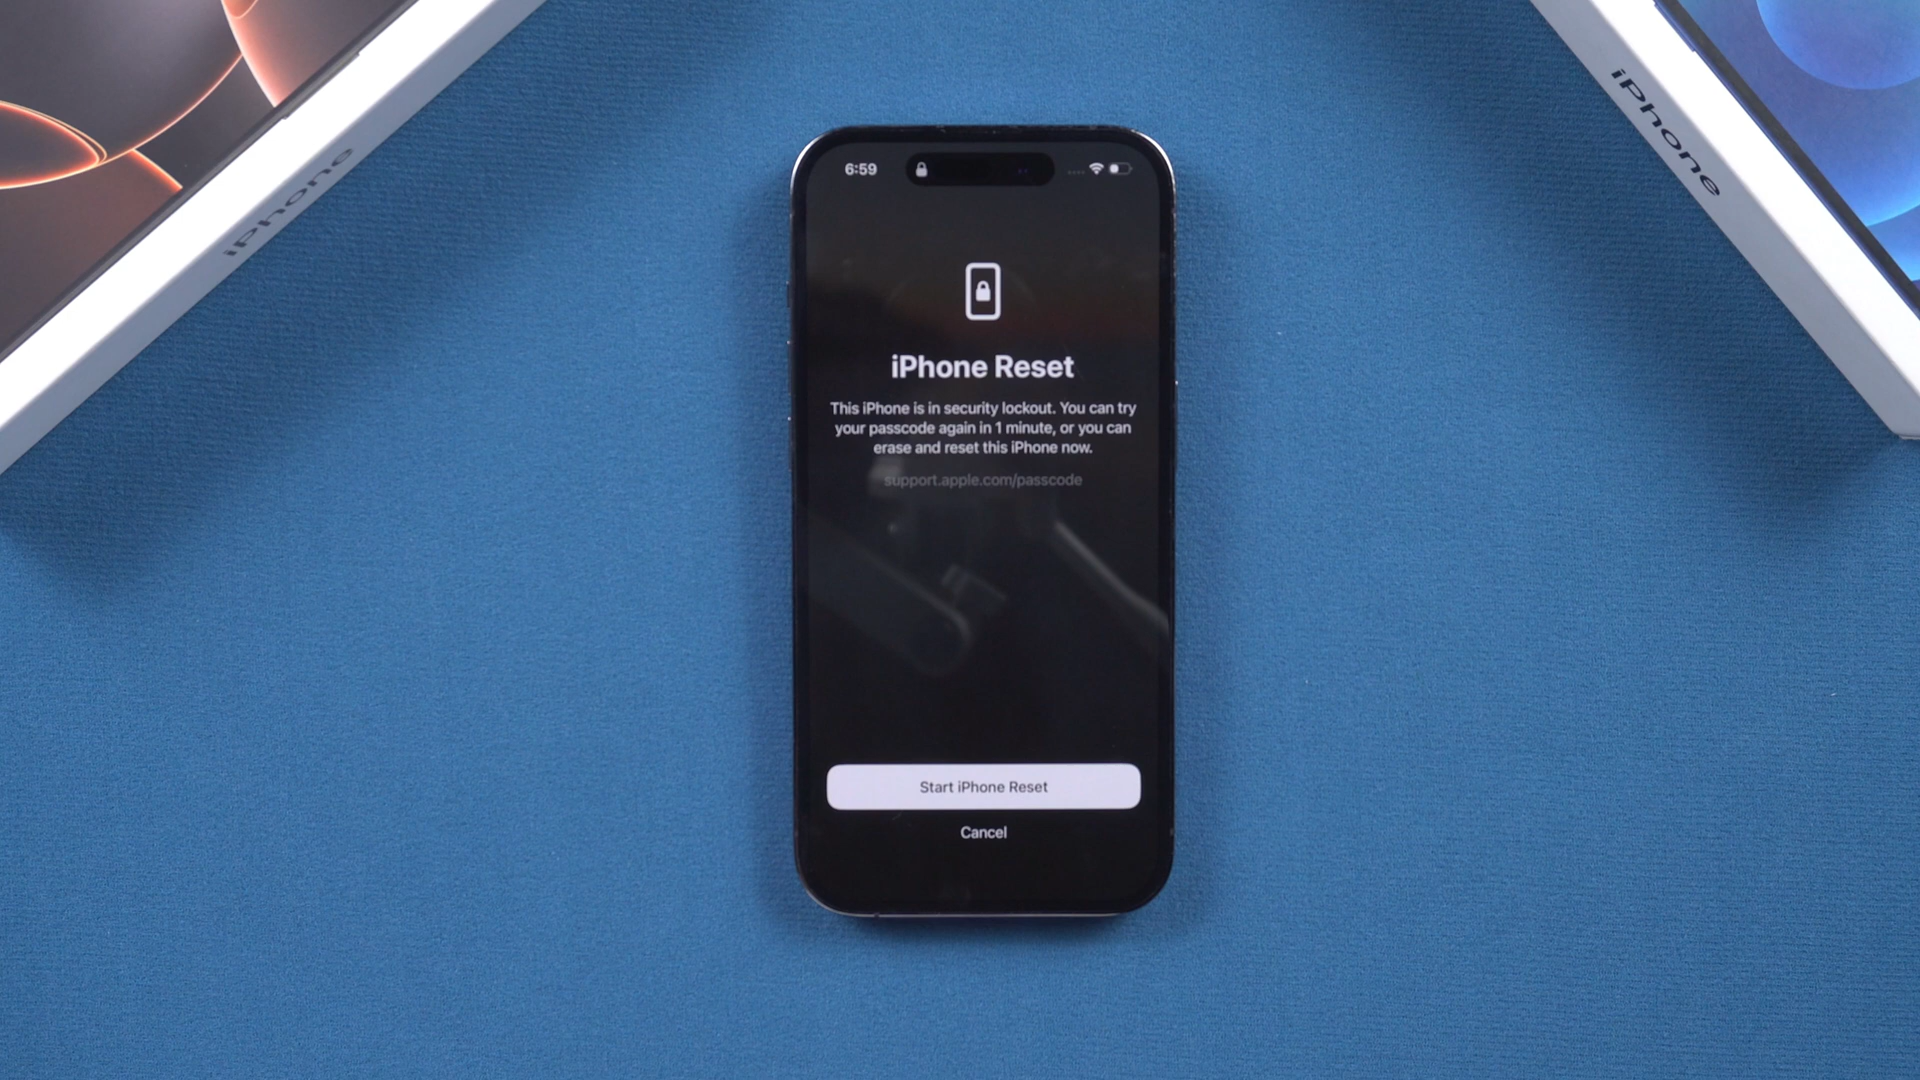 iPhone
iPhone
6:59
iPhone Reset
This iPhone is in security lockout. You can try
your passcode again in 1 minute, or you can
erase and reset this iPhone now.
support.apple.com/passcode
Start iPhone Reset
Cancel